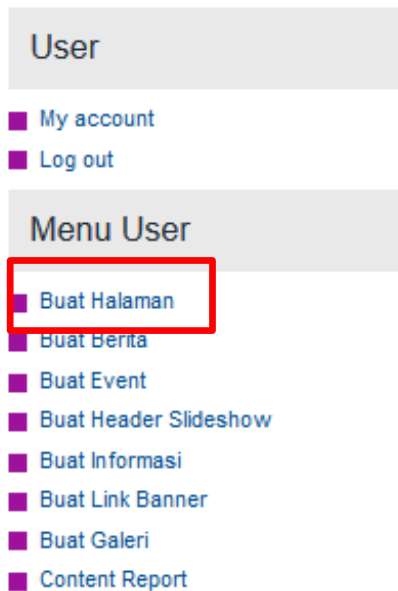 User
My account
Log out
Menu User
Buat Halaman
Buat Berita
Buat Event
Buat Header Slideshow
Buat Informasi
Buat Link Banner
Buat Galeri
Content Report